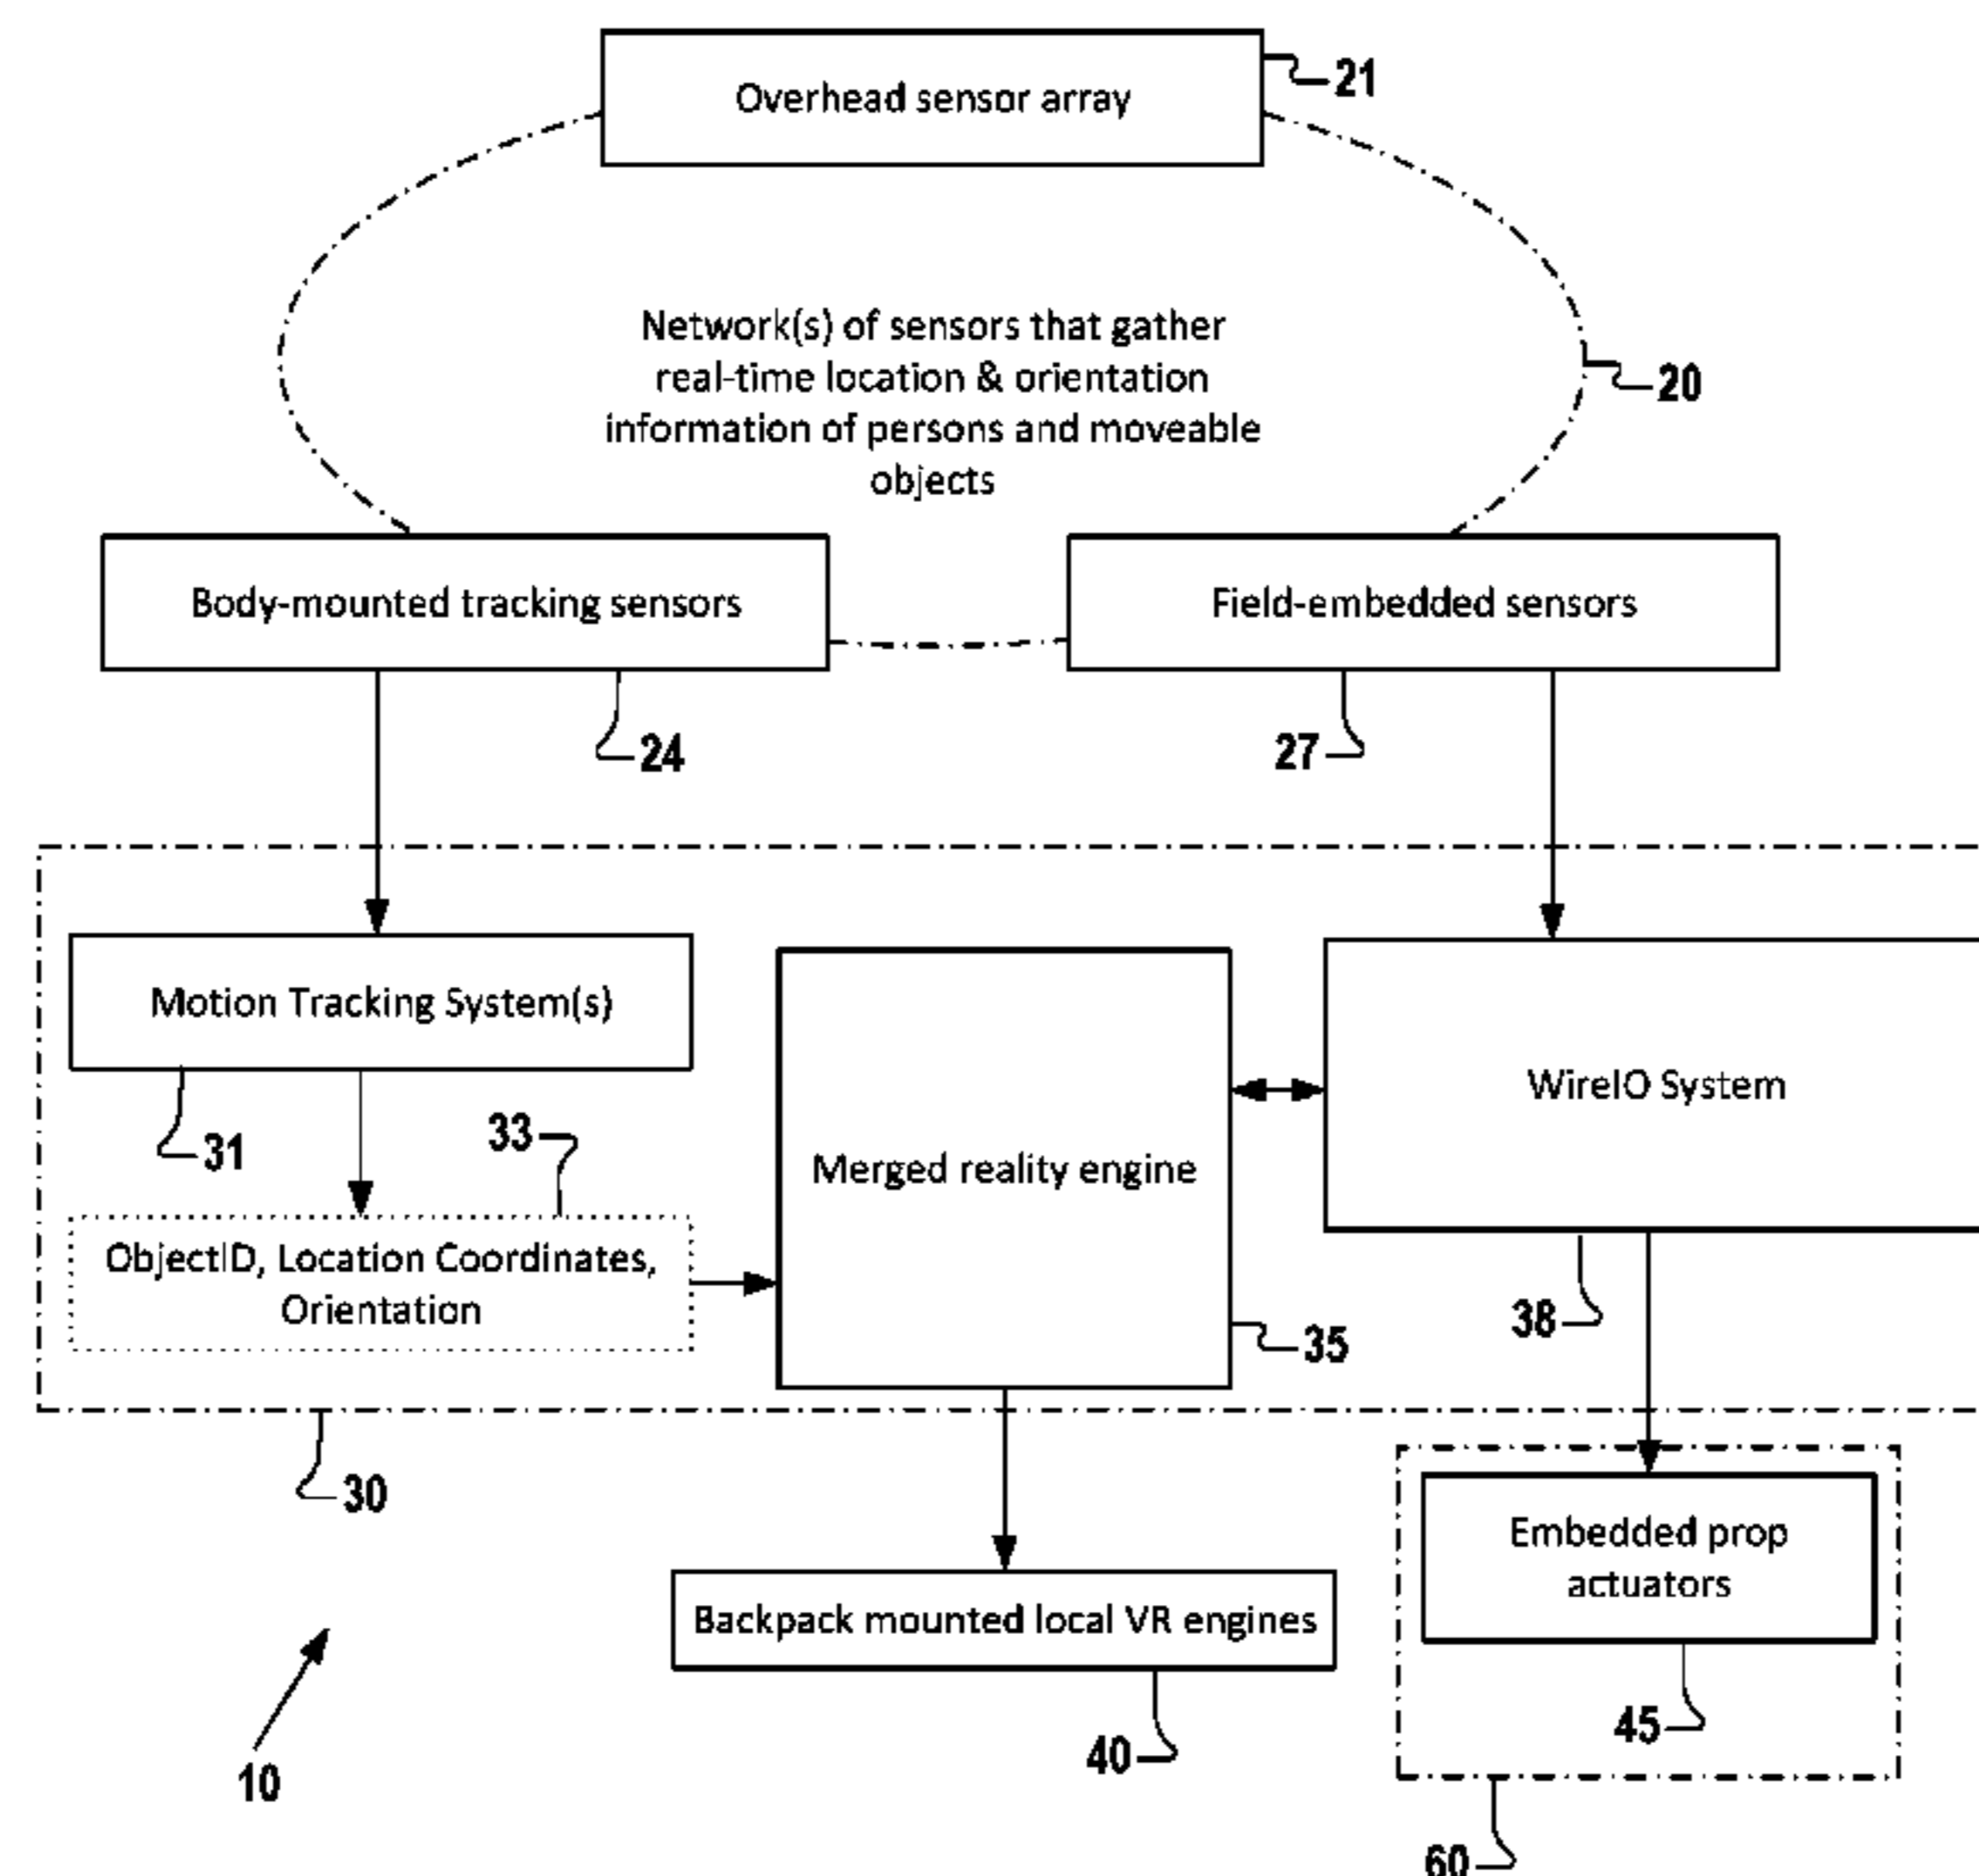 Overhead sensor array
21
Network(s) of sensors that gather
real-time location & orientation
information of persons and moveable
objects
20
Body-mounted tracking sensors
Field-embedded sensors
24
27
Motion Tracking System(s)
31
33
ObjectID, Location Coordinates,
Orientation
Merged reality engine
35
WireIO System
38
30
Embedded prop
actuators
45
Backpack mounted local VR engines
40
10
60